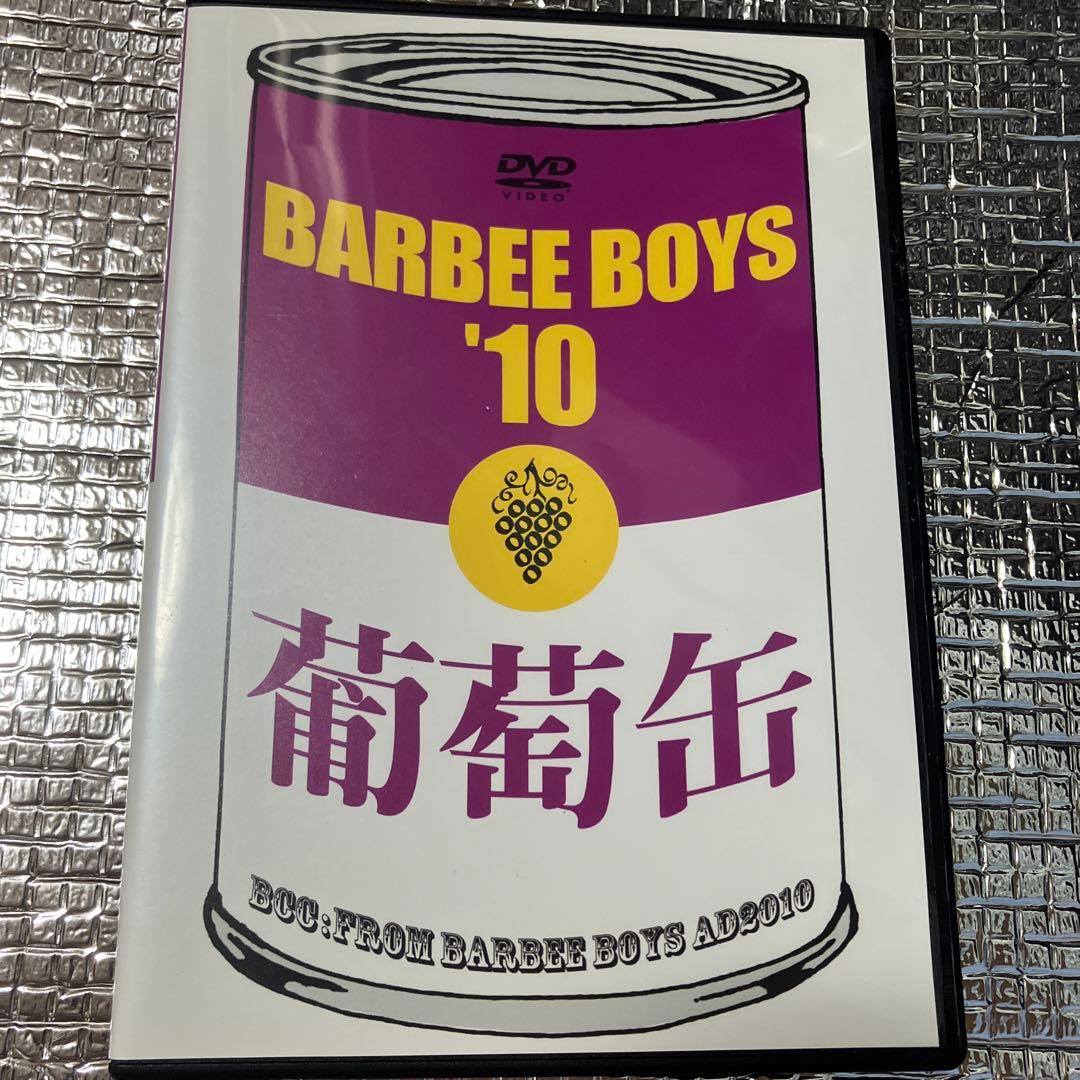 DVD
VIDEO
BARBEE BOYS
'10
葡萄缶
BCC:FROM BARBEE BOYS AD2010